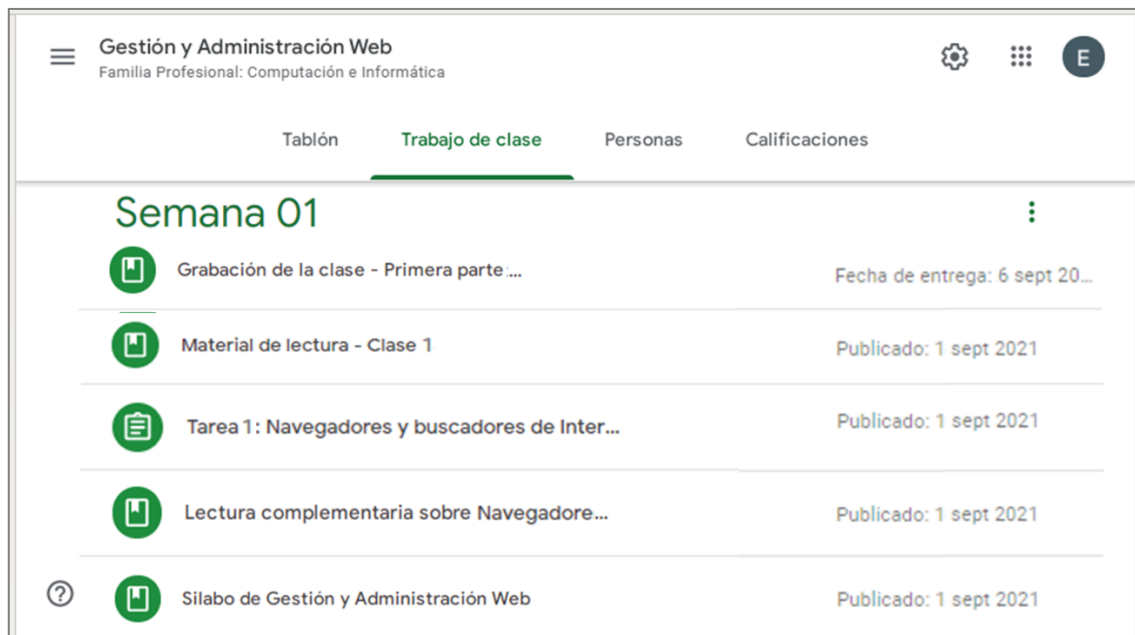 Gestión y Administración Web
Familia Profesional: Computación e Informática
E
Tablón
Trabajo de clase
Personas
Calificaciones
Semana 01
Grabación de la clase - Primera parte:...
Fecha de entrega: 6 sept 20...
Material de lectura - Clase 1
Publicado: 1 sept 2021
Tarea 1: Navegadores y buscadores de Inter...
Publicado: 1 sept 2021
Lectura complementaria sobre Navegadore...
Publicado: 1 sept 2021
Silabo de Gestión y Administración Web
Publicado: 1 sept 2021